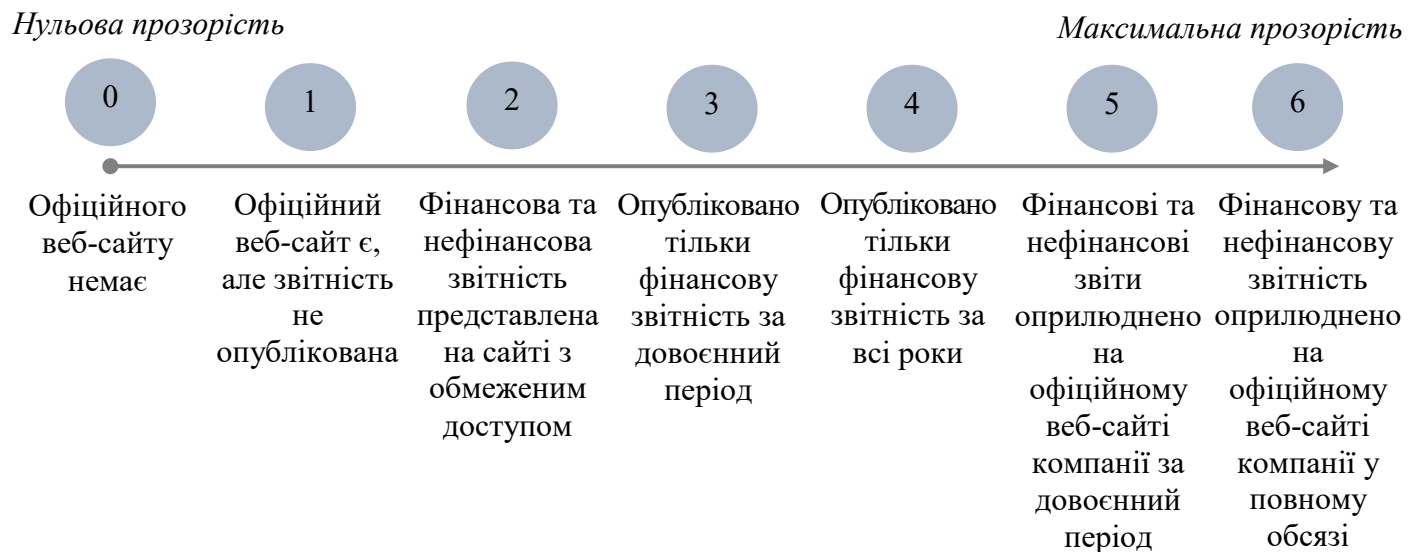 Нульова прозорість
Максимальна прозорість
0
1
2
3
4
5
6
Офіційного
веб-сайту
немає
Офіційний
веб-сайт є,
але звітність
не
опублікована
Фінансова та
нефінансова
звітність
представлена
на сайті з
обмеженим
доступом
Опубліковано
тільки
фінансову
звітність за
довоєнний
період
Опубліковано
тільки
фінансову
звітність за
всі роки
Фінансові та
нефінансові
звіти
оприлюднено
на
офіційному
веб-сайті
компанії за
довоєнний
період
Фінансову та
нефінансову
звітність
оприлюднено
на
офіційному
веб-сайті
компанії у
повному
обсязі